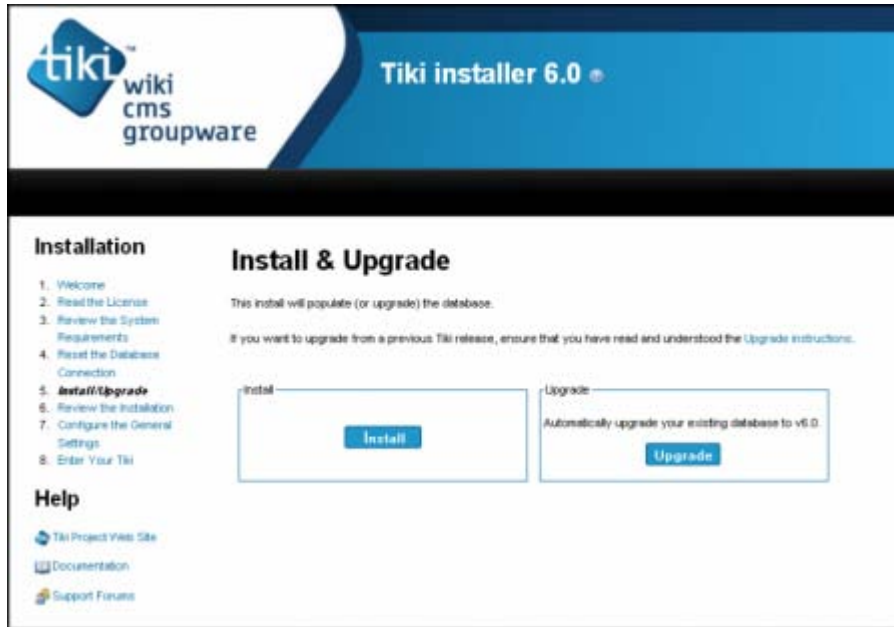 tiki™
wiki
cms
groupware
Tiki installer 6.0
Installation
1. Welcome
2. Read the License
3. Review the System
Requirements
4. Reset the Database
Connection
5. Install/Upgrade
6. Review the Installation
7. Configure the General
Settings
8. Enter Your Tiki
Help
Tiki Project Web Site
Documentation
Support Forums
Install & Upgrade
This install will populate (or upgrade) the database.
If you want to upgrade from a previous Tiki release, ensure that you have read and understood the Upgrade instructions.
Install
Install
Upgrade
Automatically upgrade your existing database to v6.0.
Upgrade